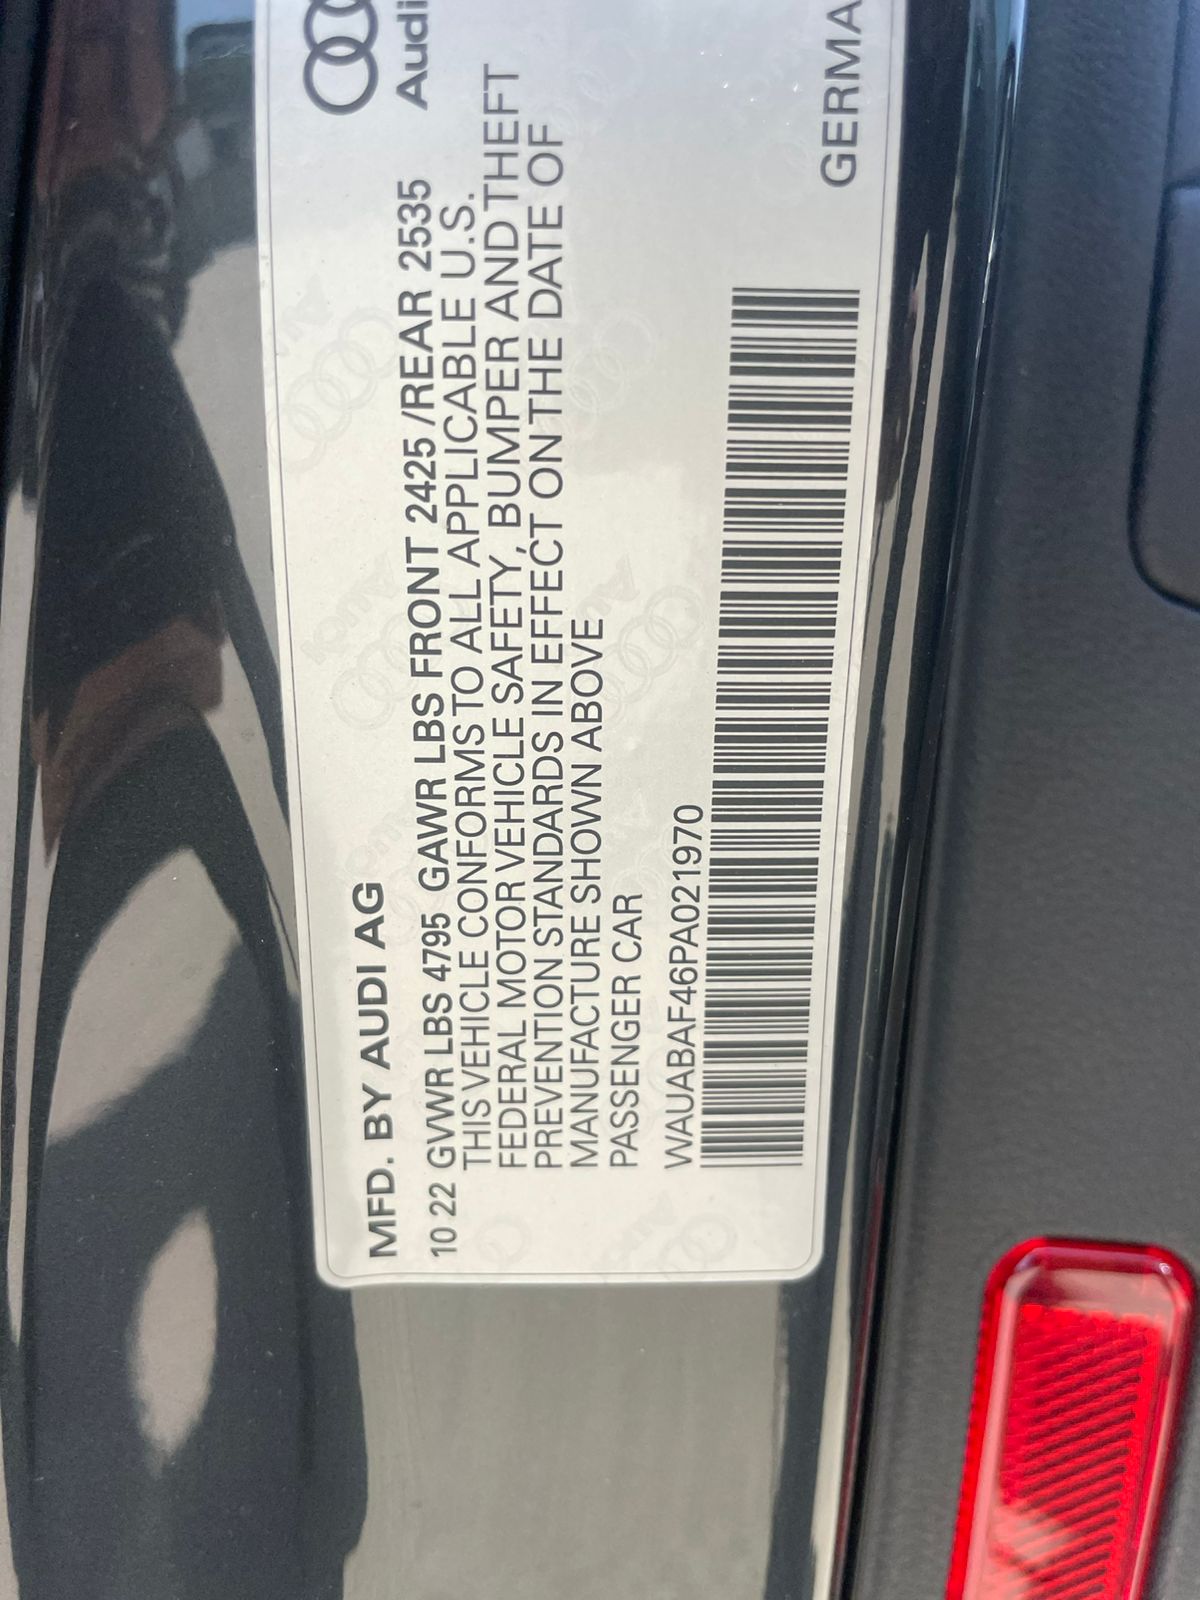 MFD. BY AUDI AG
Audi
10 22 GVWR LBS 4795 GAWR LBS FRONT 2425 /REAR 2535
THIS VEHICLE CONFORMS TO ALL APPLICABLE U.S.
FEDERAL MOTOR VEHICLE SAFETY, BUMPER AND THEFT
PREVENTION STANDARDS IN EFFECT ON THE DATE OF
MANUFACTURE SHOWN ABOVE
PASSENGER CAR
WAUABAF46PA021970
GERMA